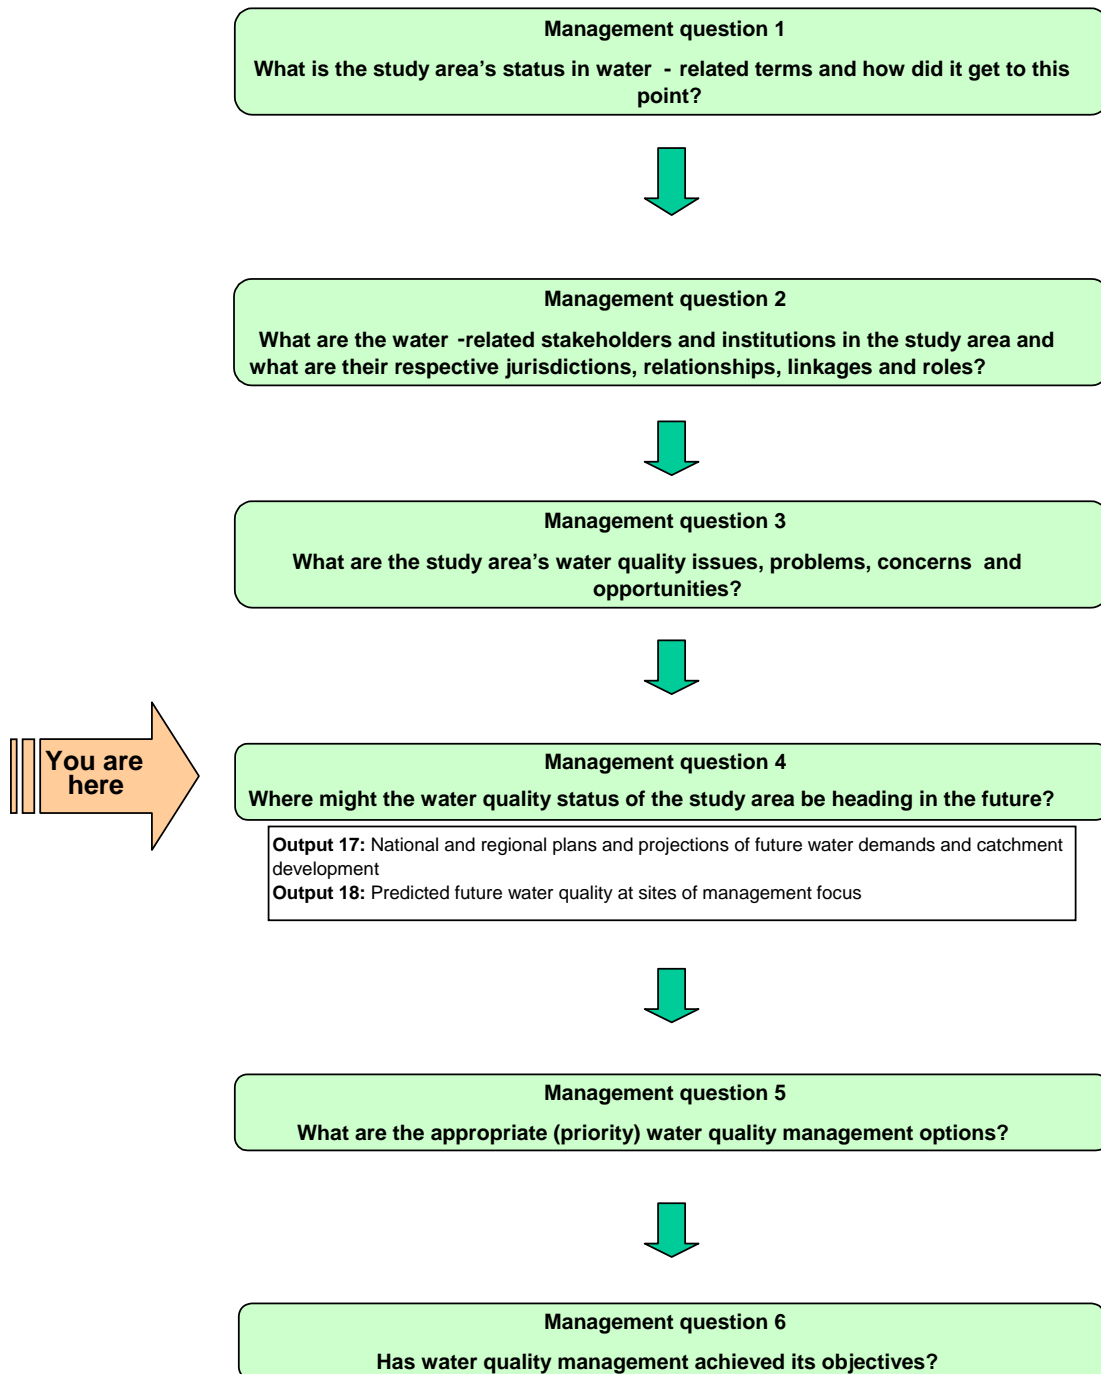 Management question 1
What is the study area’s status in water - related terms and how did it get to this
point?
Management question 2
What are the water -related stakeholders and institutions in the study area and
what are their respective jurisdictions, relationships, linkages and roles?
Management question 3
What are the study area’s water quality issues, problems, concerns and
opportunities?
You are
here
Management question 4
Where might the water quality status of the study area be heading in the future?
Output 17: National and regional plans and projections of future water demands and catchment
development
Output 18: Predicted future water quality at sites of management focus
Management question 5
What are the appropriate (priority) water quality management options?
Management question 6
Has water quality management achieved its objectives?